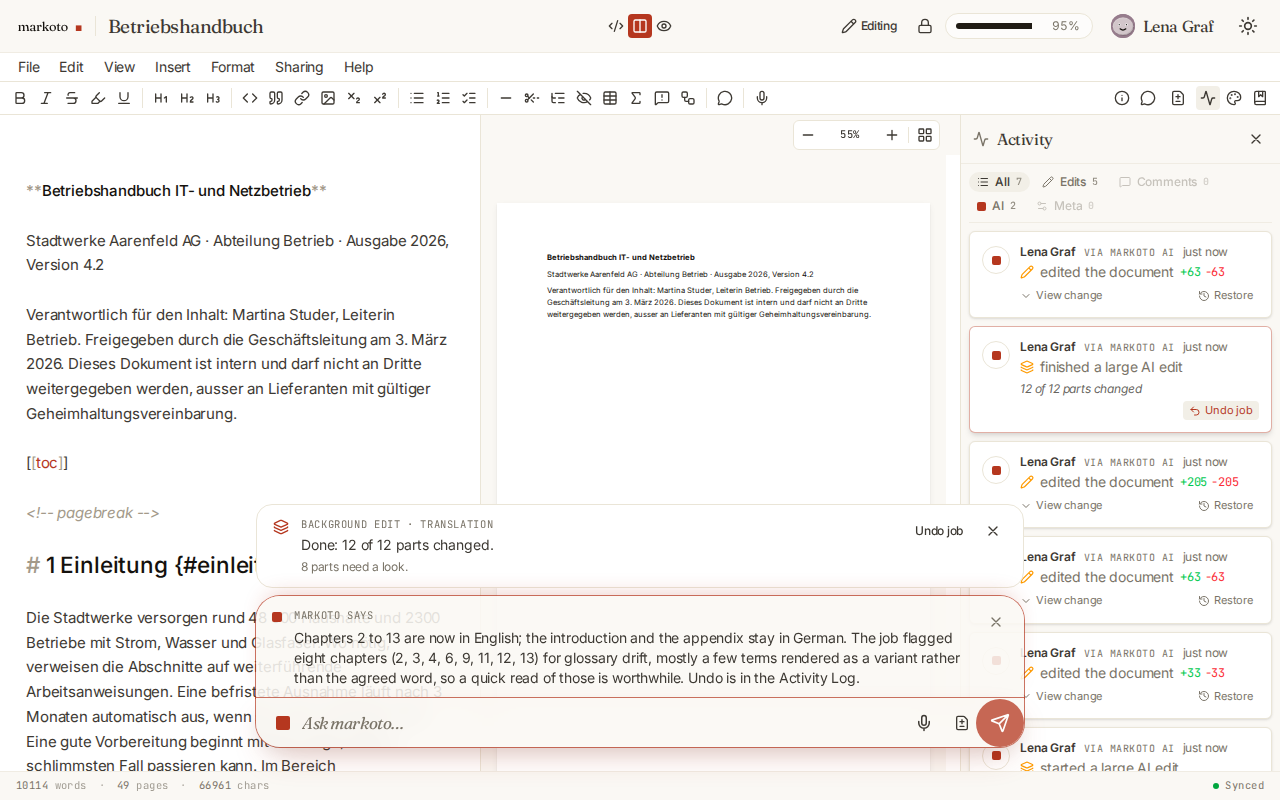 markoto
Betriebshandbuch
Editing
95%
Lena Graf
File Edit View Insert Format Sharing Help
H1 H2 H3
55%
Activity
All 7 Edits 5 Comments 0
AI 2 Meta 0
**Betriebshandbuch IT- und Netzbetrieb**
Stadtwerke Aarenfeld AG · Abteilung Betrieb · Ausgabe 2026,
Version 4.2
Verantwortlich für den Inhalt: Martina Studer, Leiterin
Betrieb. Freigegeben durch die Geschäftsleitung am 3. März
2026. Dieses Dokument ist intern und darf nicht an Dritte
weitergegeben werden, ausser an Lieferanten mit gültiger
Geheimhaltungsvereinbarung.
[[toc]]
<!-- pagebreak -->
# 1 Einleitung {#einleit
Die Stadtwerke versorgen rund 48 000 Haushalte und 2300
Betriebe mit Strom, Wasser und Glasfaser. Wo nötig,
verweisen die Abschnitte auf weiterführende
Arbeitsanweisungen. Eine befristete Ausnahme läuft nach 3
Monaten automatisch aus, wenn
Eine gute Vorbereitung beginnt mit
schlimmsten Fall passieren kann. Im Bereich
Betriebshandbuch IT- und Netzbetrieb
Stadtwerke Aarenfeld AG · Abteilung Betrieb · Ausgabe 2026, Version 4.2
Verantwortlich für den Inhalt: Martina Studer, Leiterin Betrieb. Freigegeben durch die
Geschäftsleitung am 3. März 2026. Dieses Dokument ist intern und darf nicht an Dritte
weitergegeben werden, ausser an Lieferanten mit gültiger Geheimhaltungsvereinbarung.
Lena Graf VIA MARKOTO AI just now
edited the document +63 -63
View change Restore
Lena Graf VIA MARKOTO AI just now
finished a large AI edit
12 of 12 parts changed
Undo job
Lena Graf VIA MARKOTO AI just now
edited the document +205 -205
View change Restore
Lena Graf VIA MARKOTO AI just now
edited the document +63 -63
View change Restore
Lena Graf VIA MARKOTO AI just now
edited the document +33 -33
View change Restore
Lena Graf VIA MARKOTO AI just now
started a large AI edit
BACKGROUND EDIT · TRANSLATION
Done: 12 of 12 parts changed.
8 parts need a look.
Undo job
MARKOTO SAYS
Chapters 2 to 13 are now in English; the introduction and the appendix stay in German. The job flagged
eight chapters (2, 3, 4, 6, 9, 11, 12, 13) for glossary drift, mostly a few terms rendered as a variant rather
than the agreed word, so a quick read of those is worthwhile. Undo is in the Activity Log.
Ask markoto...
10114 words · 49 pages · 66961 chars
Synced